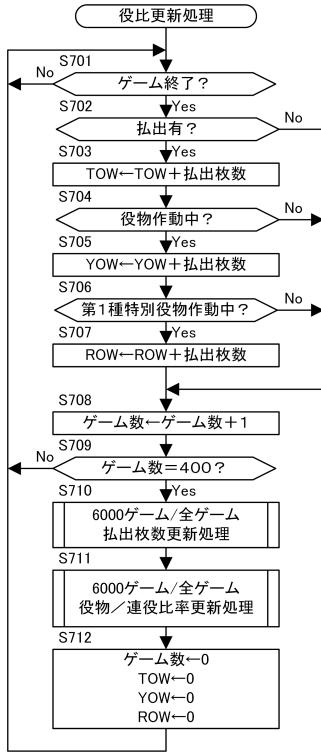 役比更新処理
S701
ゲーム終了？
No
Yes
S702
払出有？
No
Yes
S703
TOW←TOW＋払出枚数
S704
役物作動中？
No
Yes
S705
YOW←YOW＋払出枚数
S706
第１種特別役物作動中？
No
Yes
S707
ROW←ROW＋払出枚数
S708
ゲーム数←ゲーム数＋1
S709
ゲーム数＝400？
No
Yes
S710
6000ゲーム/全ゲーム
払出枚数更新処理
S711
6000ゲーム/全ゲーム
役物／連役比率更新処理
S712
ゲーム数←0
TOW←0
YOW←0
ROW←0